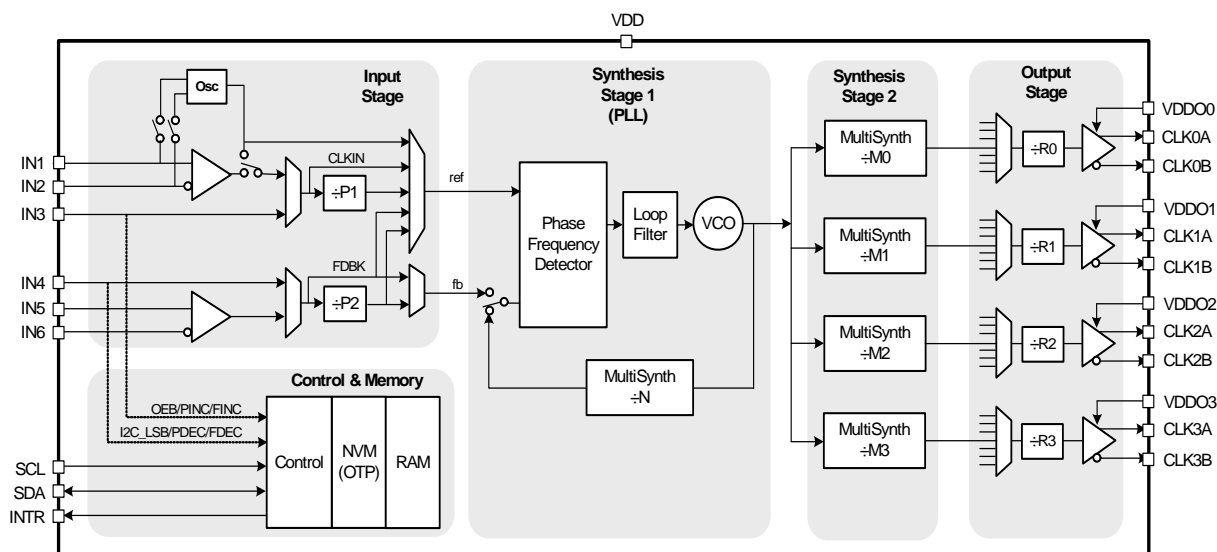 VDD
Input
Stage
Osc
IN1
IN2
IN3
CLKIN
÷P1
IN4
IN5
IN6
FDBK
÷P2
ref
fb
Synthesis
Stage 1
(PLL)
Phase
Frequency
Detector
Loop
Filter
VCO
MultiSynth
÷N
Synthesis
Stage 2
MultiSynth
÷M0
MultiSynth
÷M1
MultiSynth
÷M2
MultiSynth
÷M3
Output
Stage
÷R0
÷R1
÷R2
÷R3
VDDO0
CLK0A
CLK0B
VDDO1
CLK1A
CLK1B
VDDO2
CLK2A
CLK2B
VDDO3
CLK3A
CLK3B
Control & Memory
OEB/PINC/FINC
I2C_LSB/PDEC/FDEC
SCL
SDA
INTR
Control
NVM
(OTP)
RAM